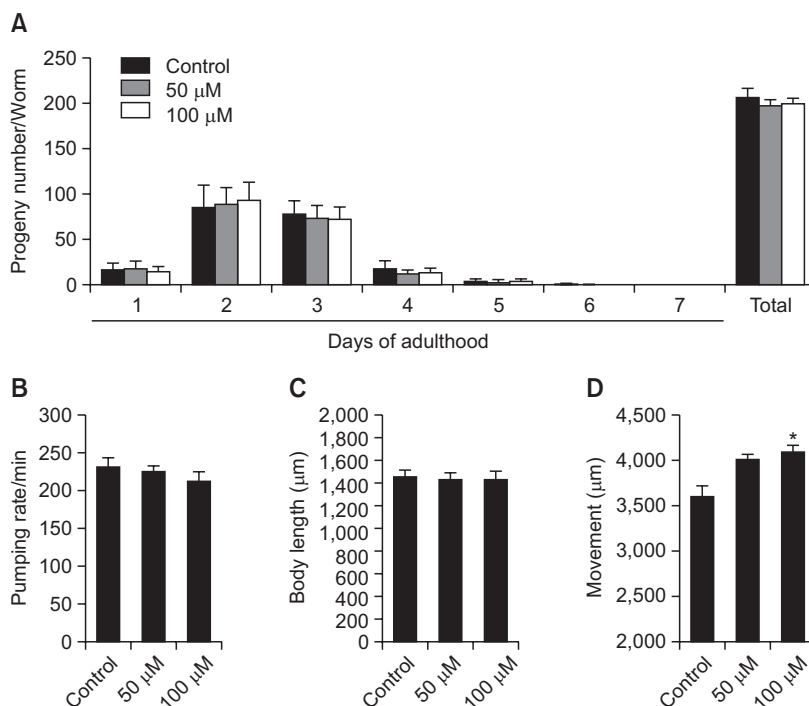 A
Progeny number/Worm
250
200
150
100
50
0
Control
50 μM
100 μM
1 2 3 4 5 6 7 Total
Days of adulthood
B
Pumping rate/min
300
250
200
150
100
50
0
Control 50 μM 100 μM
C
Body length (μm)
2,000
1,800
1,600
1,400
1,200
1,000
800
600
400
200
0
Control 50 μM 100 μM
D
Movement (μm)
4,500
4,000
3,500
3,000
2,500
2,000
*
Control 50 μM 100 μM